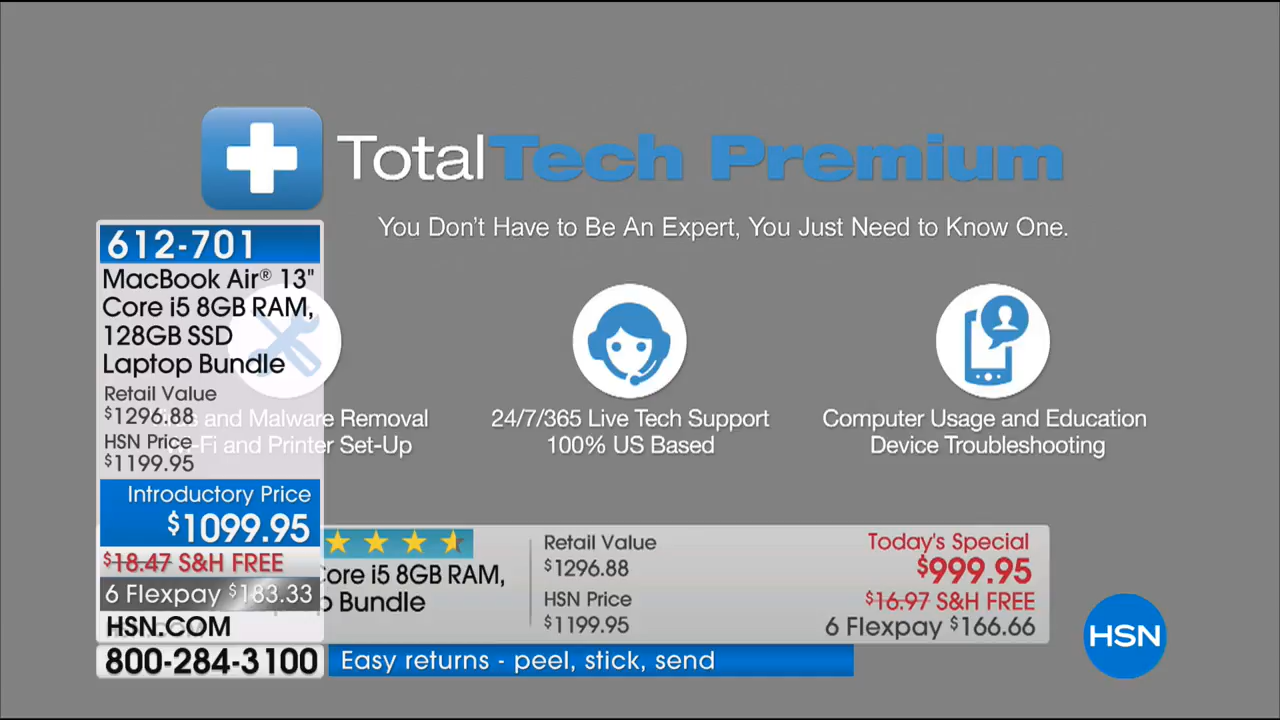 Total Tech Premium
You Don't Have to Be An Expert, You Just Need to Know One.
612-701
MacBook Air® 13"
Core i5 8GB RAM,
128GB SSD
Laptop Bundle
Retail Value
$1296.88
HSN Price
$1199.95
Introductory Price
$1099.95
$18.47 S&H FREE
6 Flexpay $183.33
HSN.COM
800-284-3100
and Malware Removal
and Printer Set-Up
24/7/365 Live Tech Support
100% US Based
Computer Usage and Education
Device Troubleshooting
Core i5 8GB RAM,
Bundle
Retail Value
$1296.88
HSN Price
$1199.95
Today's Special
$999.95
$16.97 S&H FREE
6 Flexpay $166.66
Easy returns - peel, stick, send
HSN